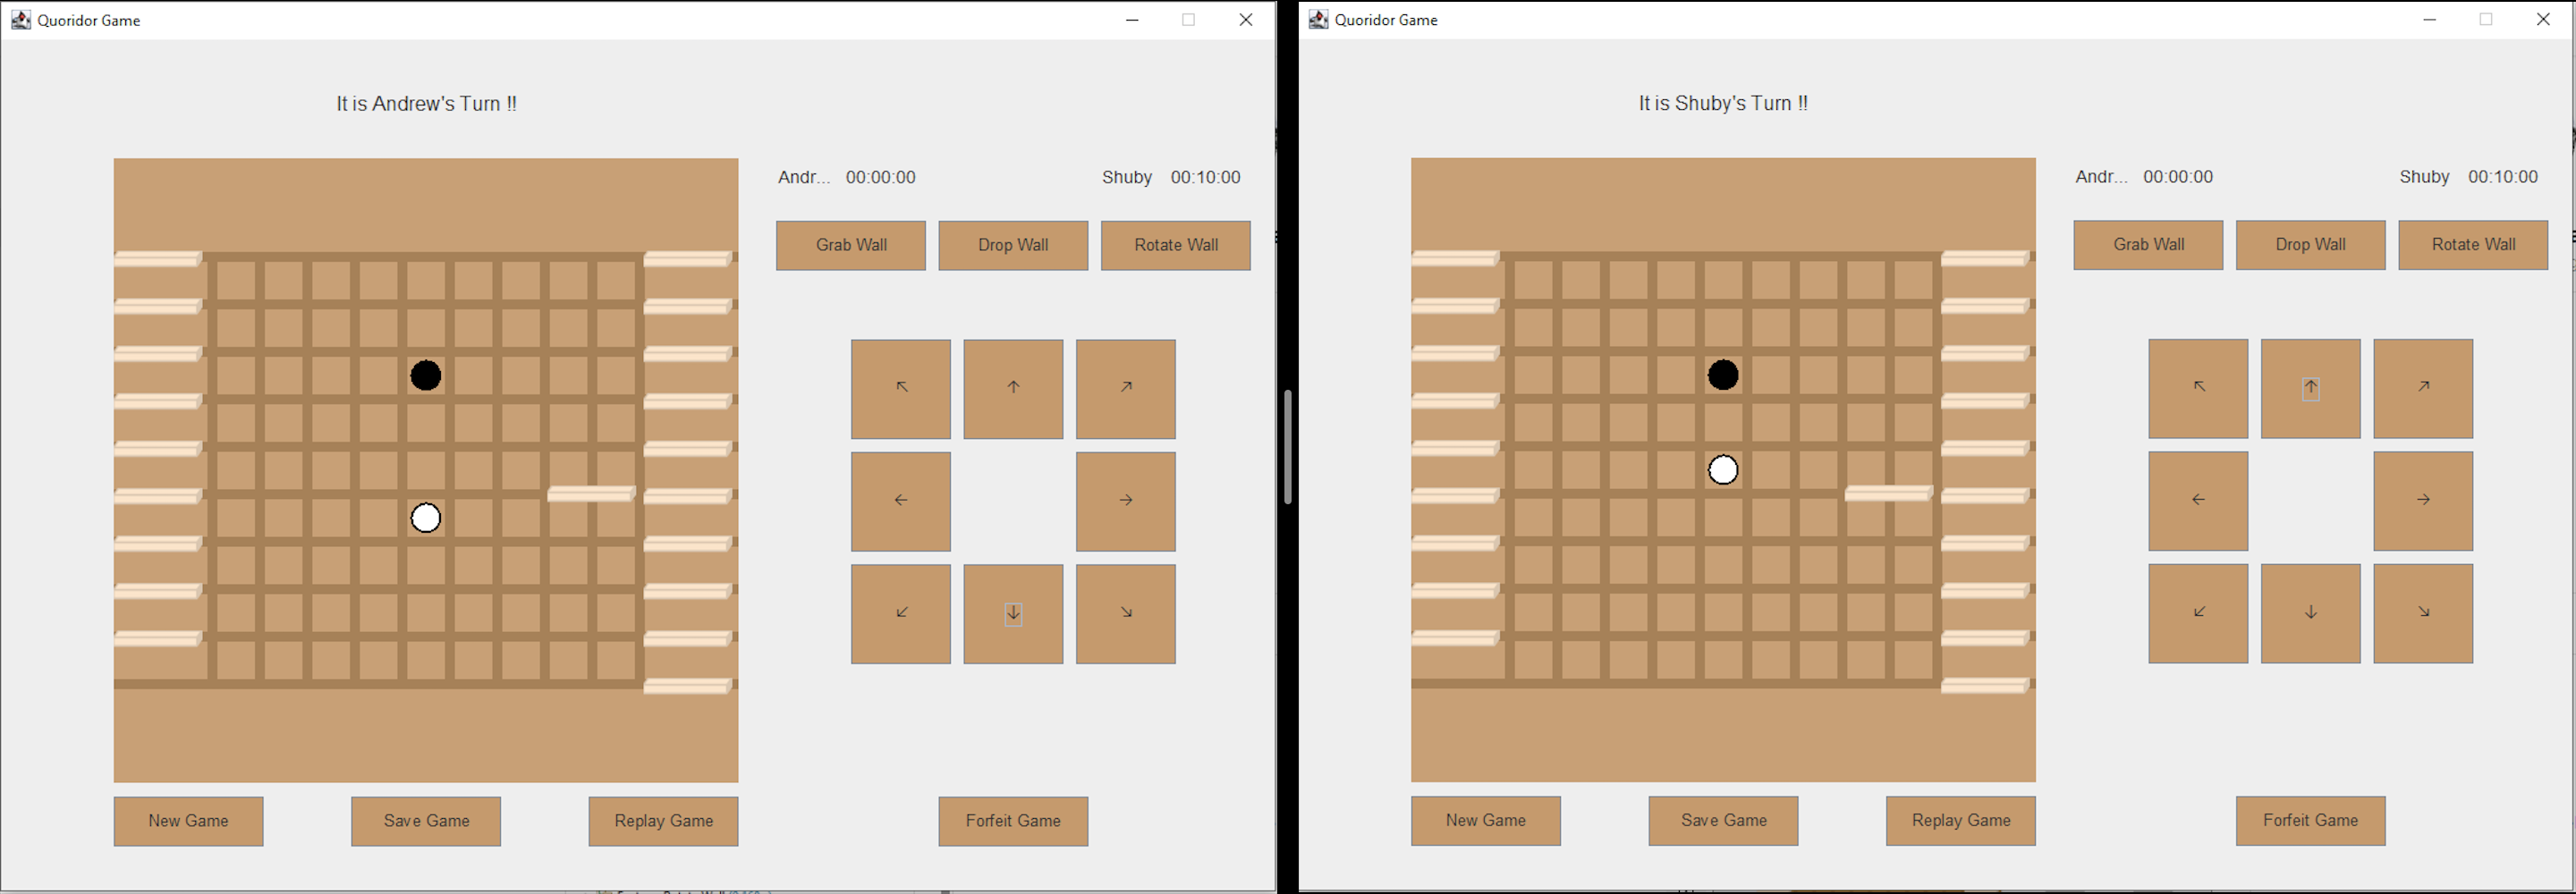 Quoridor Game
It is Andrew's Turn !!
Andr... 00:00:00 Shuby 00:10:00
Grab Wall Drop Wall Rotate Wall
↖ ↑ ↗
← →
↙ ↓ ↘
New Game Save Game Replay Game Forfeit Game
Quoridor Game
It is Shuby's Turn !!
Andr... 00:00:00 Shuby 00:10:00
Grab Wall Drop Wall Rotate Wall
↖ ↑ ↗
← →
↙ ↓ ↘
New Game Save Game Replay Game Forfeit Game